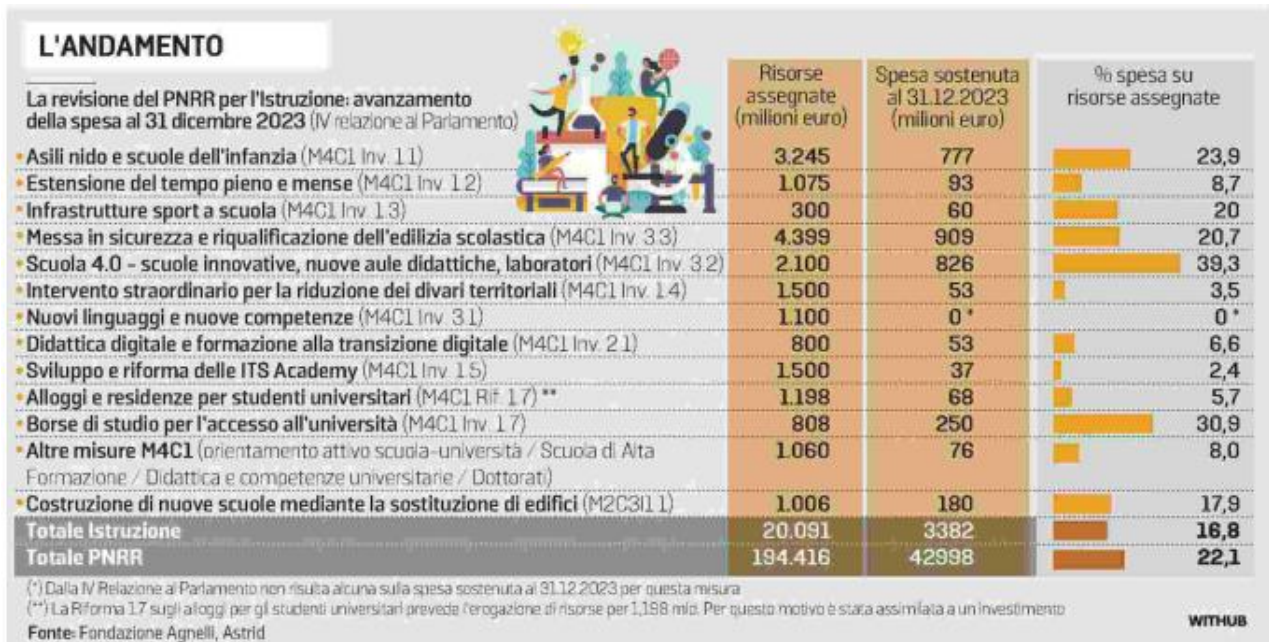 L'ANDAMENTO
La revisione del PNRR per l'Istruzione: avanzamento
della spesa al 31 dicembre 2023 (IV relazione al Parlamento)
Risorse assegnate (milioni euro)
Spesa sostenuta al 31.12.2023 (milioni euro)
% spesa su risorse assegnate
• Asili nido e scuole dell'infanzia (M4C1 Inv. 1.1) 3.245 777 23,9
• Estensione del tempo pieno e mense (M4C1 Inv. 1.2) 1.075 93 8,7
• Infrastrutture sport a scuola (M4C1 Inv. 1.3) 300 60 20
• Messa in sicurezza e riqualificazione dell'edilizia scolastica (M4C1 Inv. 3.3) 4.399 909 20,7
• Scuola 4.0 - scuole innovative, nuove aule didattiche, laboratori (M4C1 Inv. 3.2) 2.100 826 39,3
• Intervento straordinario per la riduzione dei divari territoriali (M4C1 Inv. 1.4) 1.500 53 3,5
• Nuovi linguaggi e nuove competenze (M4C1 Inv. 3.1) 1.100 0* 0*
• Didattica digitale e formazione alla transizione digitale (M4C1 Inv. 2.1) 800 53 6,6
• Sviluppo e riforma delle ITS Academy (M4C1 Inv. 1.5) 1.500 37 2,4
• Alloggi e residenze per studenti universitari (M4C1 Rif. 1.7) ** 1.198 68 5,7
• Borse di studio per l'accesso all'università (M4C1 Inv. 1.7) 808 250 30,9
• Altre misure M4C1 (orientamento attivo scuola-università / Scuola di Alta 1.060 76 8,0
Formazione / Didattica e competenze universitarie / Dottorati)
• Costruzione di nuove scuole mediante la sostituzione di edifici (M2C3I1.1) 1.006 180 17,9
Totale Istruzione 20.091 3382 16,8
Totale PNRR 194.416 42998 22,1
(*) Dalla IV Relazione al Parlamento non risulta alcuna sulla spesa sostenuta al 31.12.2023 per questa misura
(**) La Riforma 1.7 sugli alloggi per gli studenti universitari prevede l'erogazione di risorse per 1,198 mld. Per questo motivo è stata assimilata a un investimento
Fonte: Fondazione Agnelli, Astrid
WITHUB